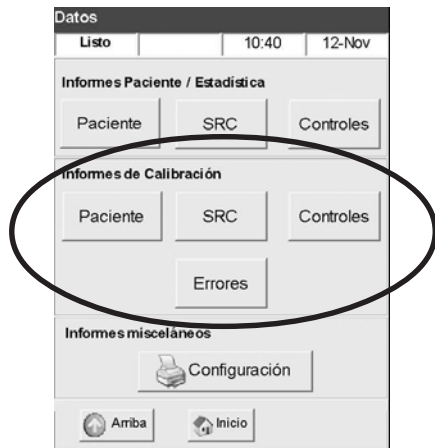 Datos
Listo 10:40 12-Nov
Informes Paciente / Estadística
Paciente SRC Controles
Informes de Calibración
Paciente SRC Controles
Errores
Informes misceláneos
Configuración
Arriba Inicio